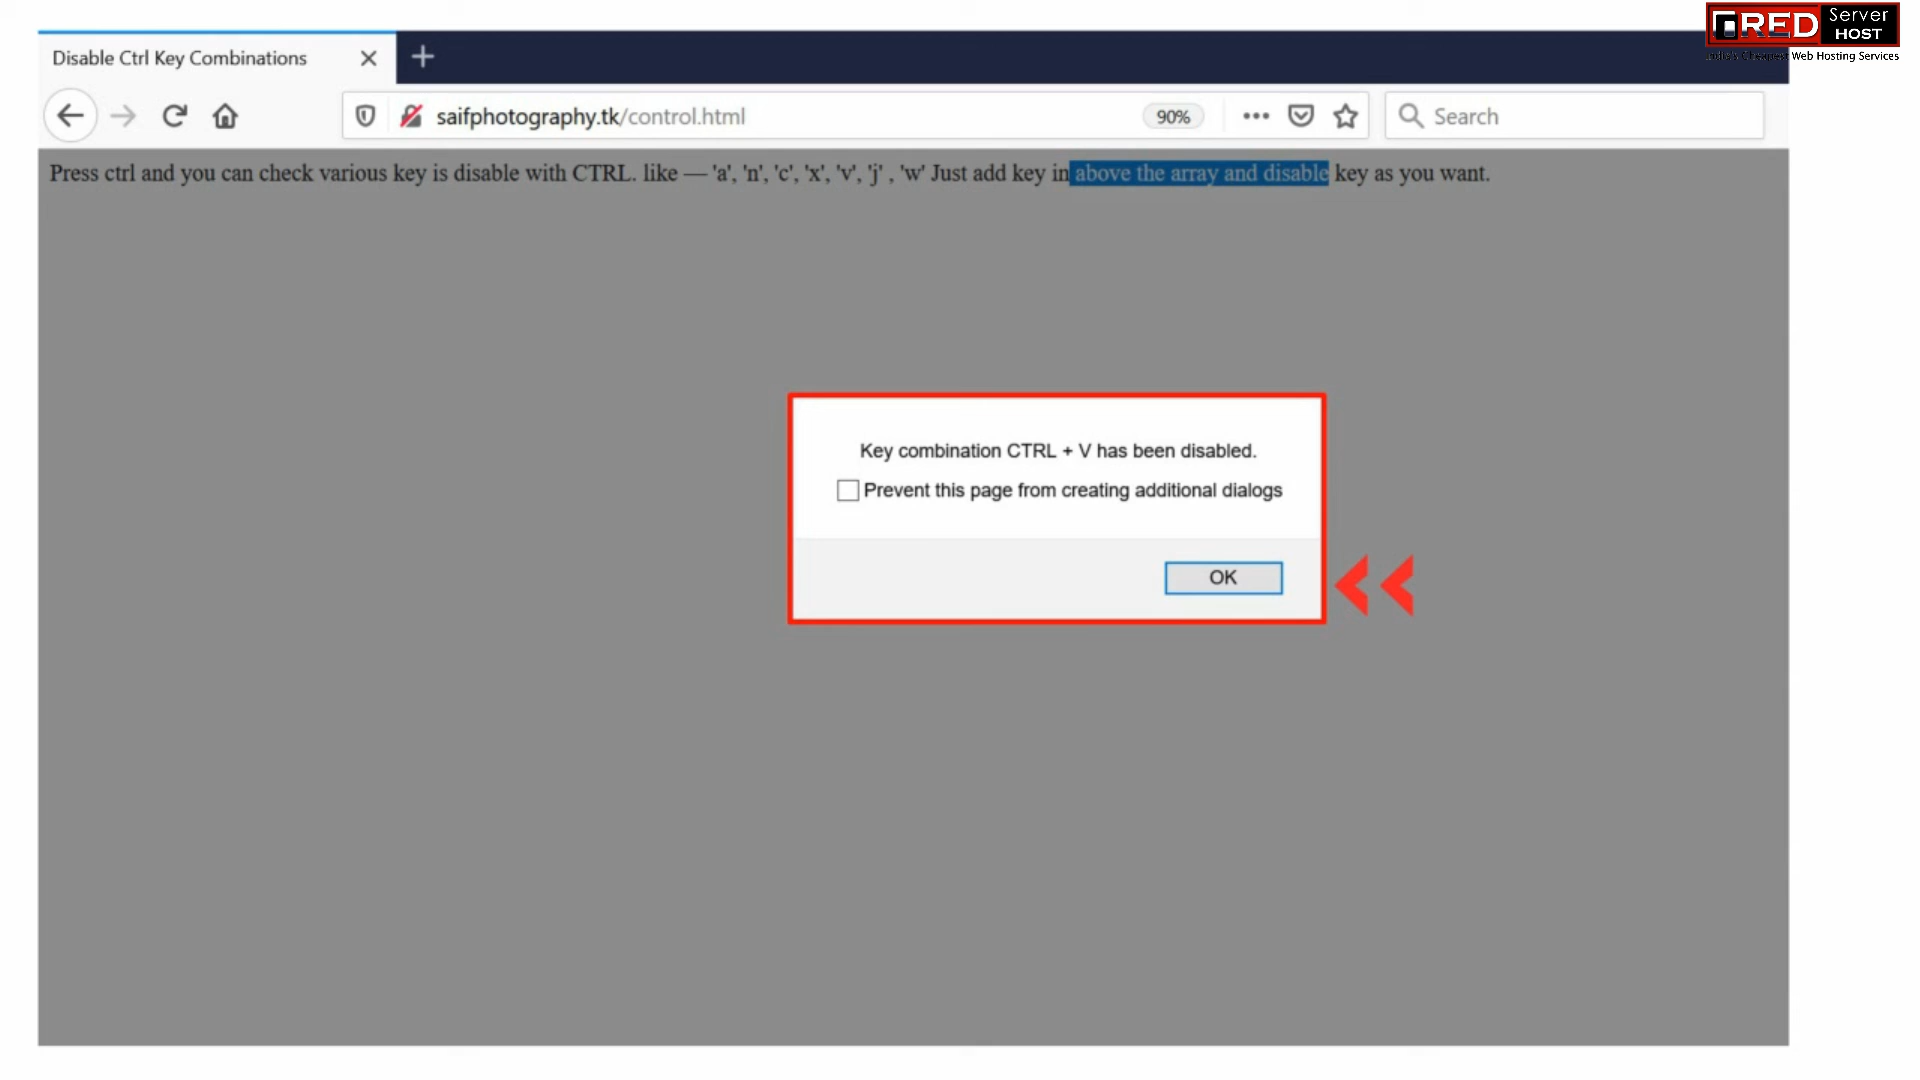 RED Server
HOST
India's Cheapest Web Hosting Services
Disable Ctrl Key Combinations
saifphotography.tk/control.html
90%
Search
Press ctrl and you can check various key is disable with CTRL. like — 'a', 'n', 'c', 'x', 'v', 'j' , 'w' Just add key in above the array and disable key as you want.
Key combination CTRL + V has been disabled.
Prevent this page from creating additional dialogs
OK